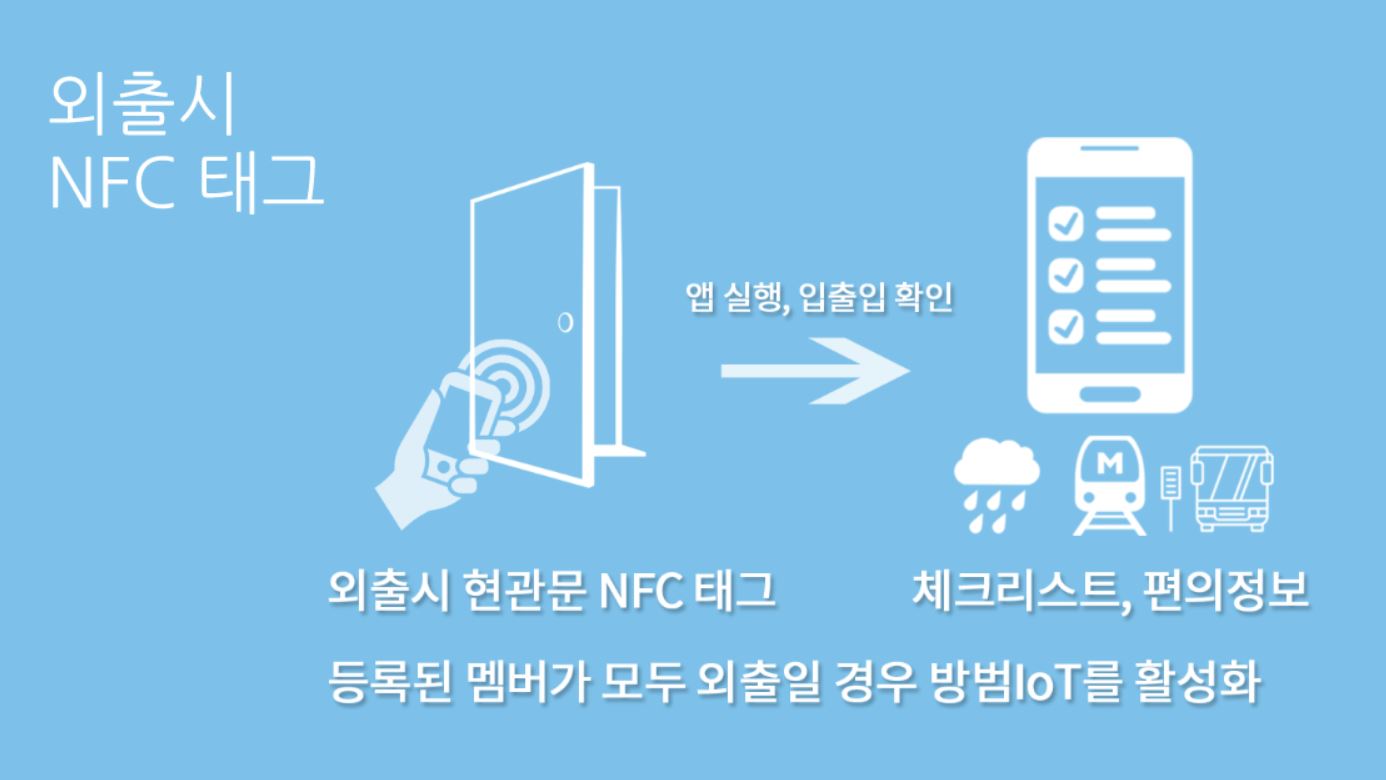 외출시
NFC 태그
앱 실행, 입출입 확인
M
외출시 현관문 NFC 태그
체크리스트, 편의정보
등록된 멤버가 모두 외출일 경우 방범IoT를 활성화